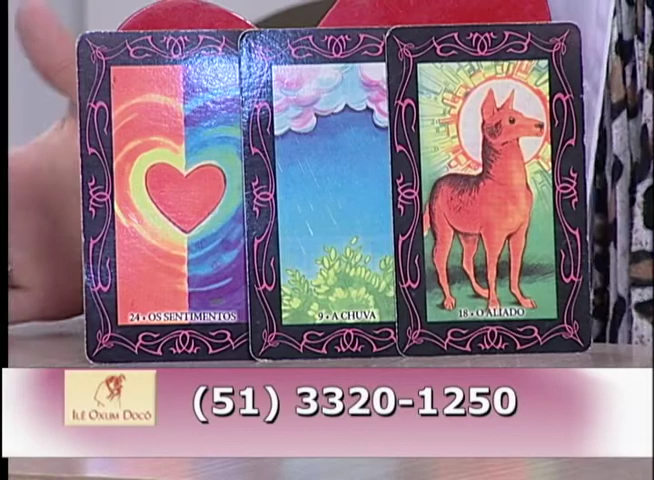 24 • OS SENTIMENTOS
9 • A CHUVA
18 • O ALIADO
ILÊ OXUM DOCÔ
(51) 3320-1250